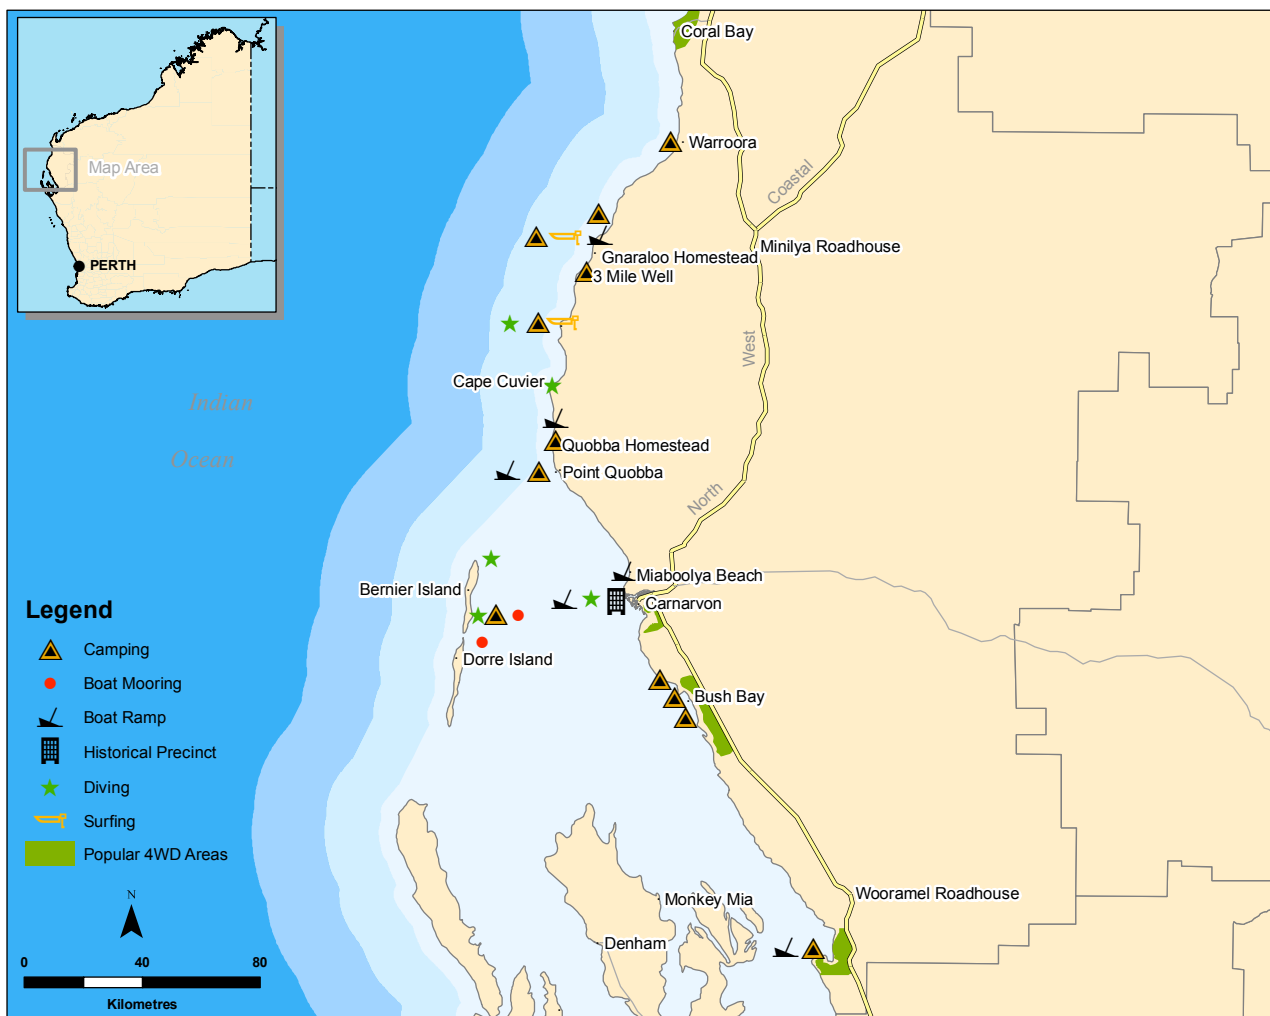 Coral Bay
Map Area
Warroora
Coastal
Minilya Roadhouse
Gnaraloo Homestead
3 Mile Well
PERTH
West
Cape Cuvier
Indian
Ocean
Quobba Homestead
Point Quobba
North
Miaboolya Beach
Bernier Island
Carnarvon
Dorre Island
Bush Bay
Legend
Camping
Boat Mooring
Boat Ramp
Historical Precinct
Diving
Surfing
Popular 4WD Areas
Monkey Mia
Wooramel Roadhouse
Denham
N
0 40 80
Kilometres